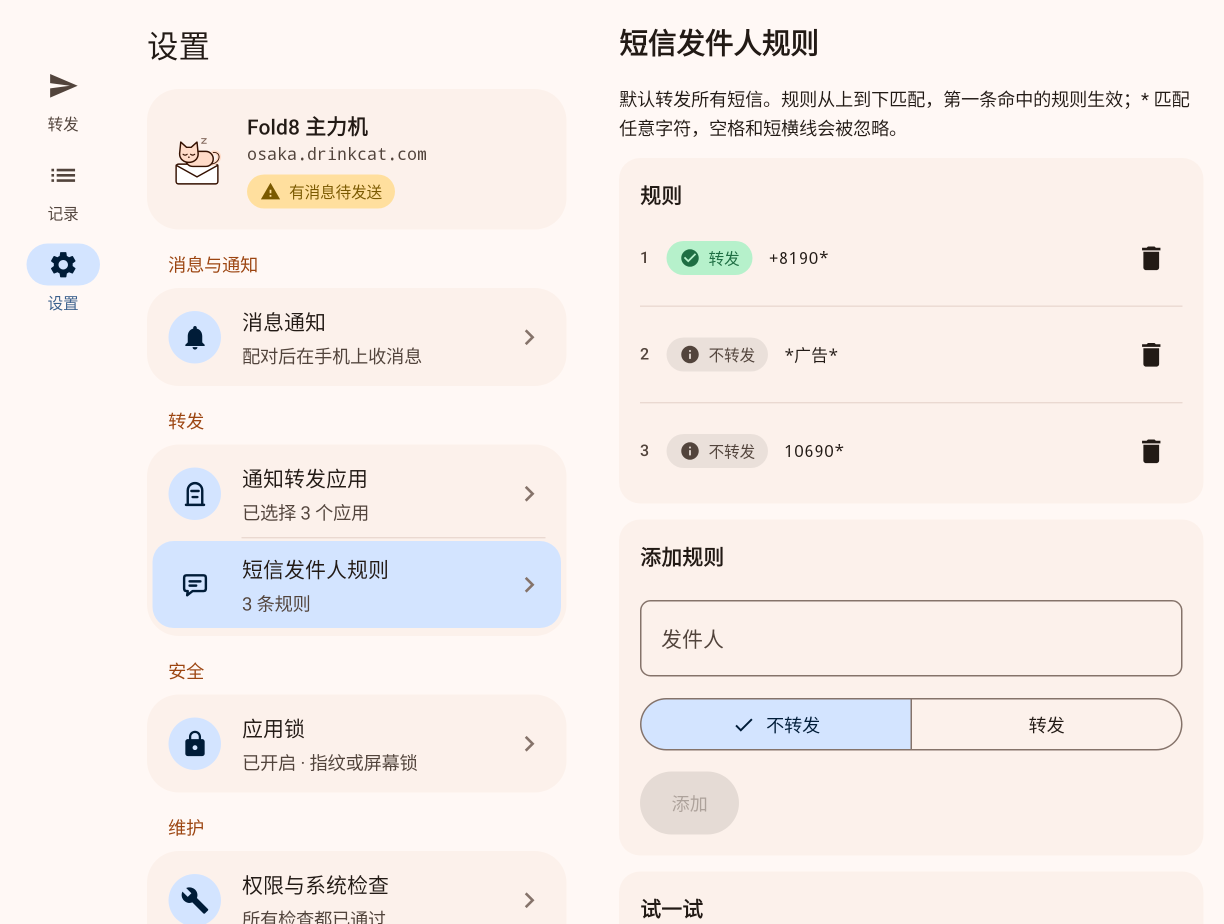 转发
记录
设置
设置
z
Fold8 主力机
osaka.drinkcat.com
有消息待发送
消息与通知
消息通知
配对后在手机上收消息
转发
通知转发应用
已选择 3 个应用
短信发件人规则
3 条规则
安全
应用锁
已开启 · 指纹或屏幕锁
维护
权限与系统检查
所有检查都已通过
短信发件人规则
默认转发所有短信。规则从上到下匹配，第一条命中的规则生效；* 匹配
任意字符，空格和短横线会被忽略。
规则
1 转发 +8190*
2 不转发 *广告*
3 不转发 10690*
添加规则
发件人
不转发 转发
添加
试一试